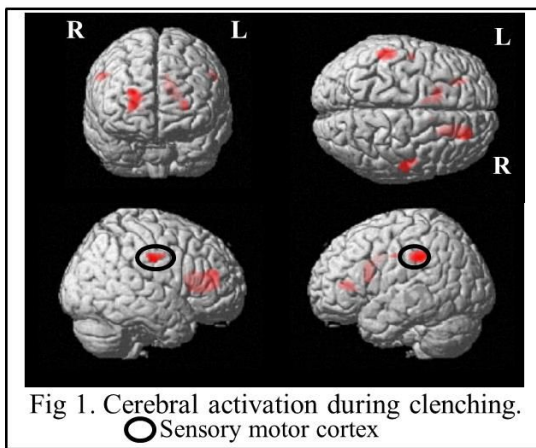 R L
L
R
Fig 1. Cerebral activation during clenching.
Sensory motor cortex